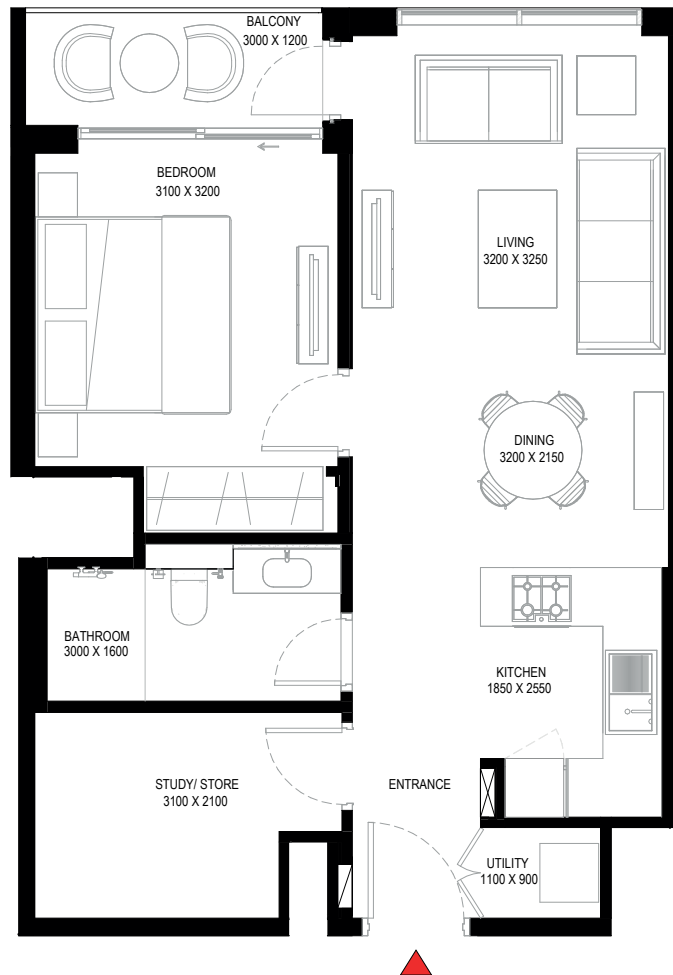 BALCONY
3000 X 1200
BEDROOM
3100 X 3200
LIVING
3200 X 3250
DINING
3200 X 2150
BATHROOM
3000 X 1600
KITCHEN
1850 X 2550
STUDY/ STORE
3100 X 2100
ENTRANCE
UTILITY
1100 X 900